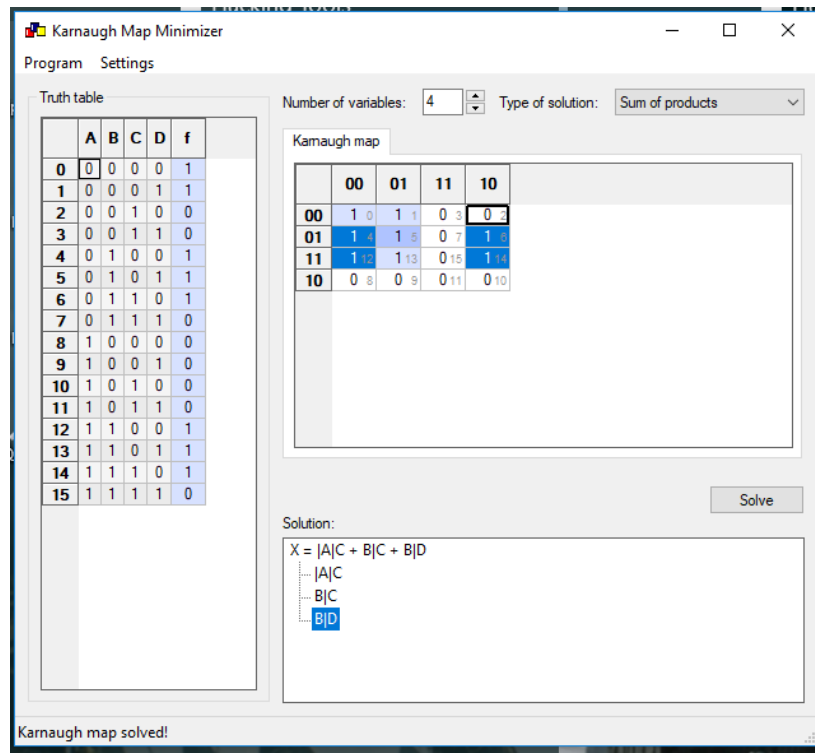 Karnaugh Map Minimizer
Program Settings
Truth table
A B C D f
0 0 0 0 0 1
1 0 0 0 1 1
2 0 0 1 0 0
3 0 0 1 1 0
4 0 1 0 0 1
5 0 1 0 1 1
6 0 1 1 0 1
7 0 1 1 1 0
8 1 0 0 0 0
9 1 0 0 1 0
10 1 0 1 0 0
11 1 0 1 1 0
12 1 1 0 0 1
13 1 1 0 1 1
14 1 1 1 0 1
15 1 1 1 1 0
Number of variables: 4 Type of solution: Sum of products
Karnaugh map
00 01 11 10
00 1 0 1 1 0 3 0 2
01 1 4 1 5 0 7 1 6
11 1 12 1 13 0 15 1 14
10 0 8 0 9 0 11 0 10
Solve
Solution:
X = |A|C + B|C + B|D
|A|C
B|C
B|D
Karnaugh map solved!